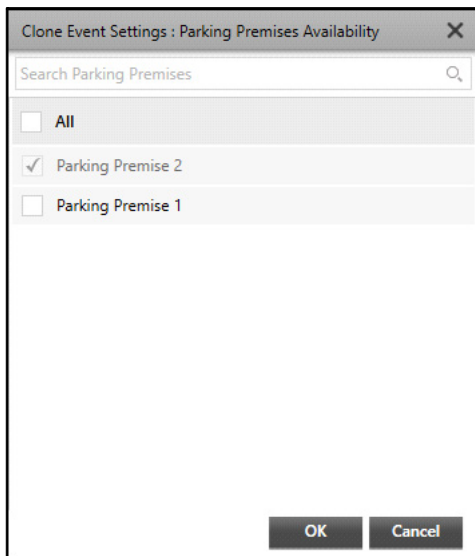 Clone Event Settings : Parking Premises Availability
Search Parking Premises
All
Parking Premise 2
Parking Premise 1
OK Cancel